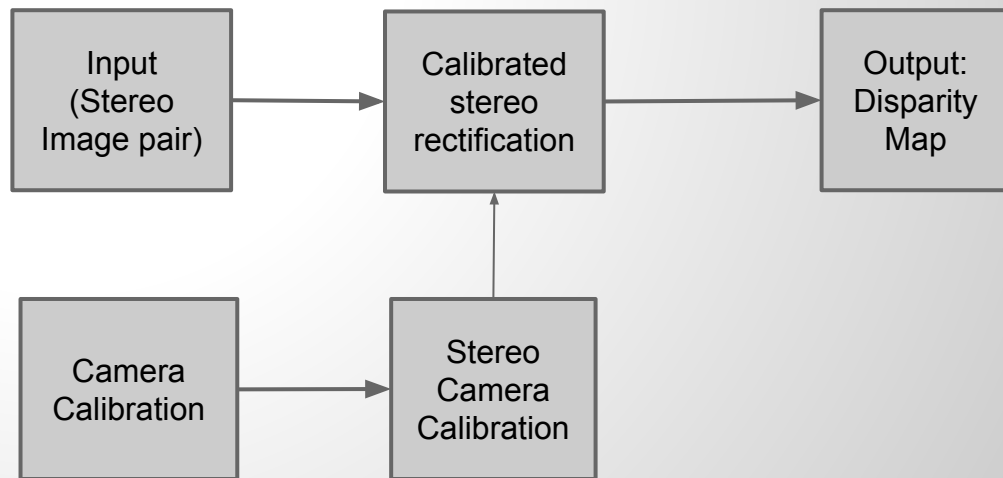 Input
(Stereo
Image pair)
Calibrated
stereo
rectification
Output:
Disparity
Map
Camera
Calibration
Stereo
Camera
Calibration